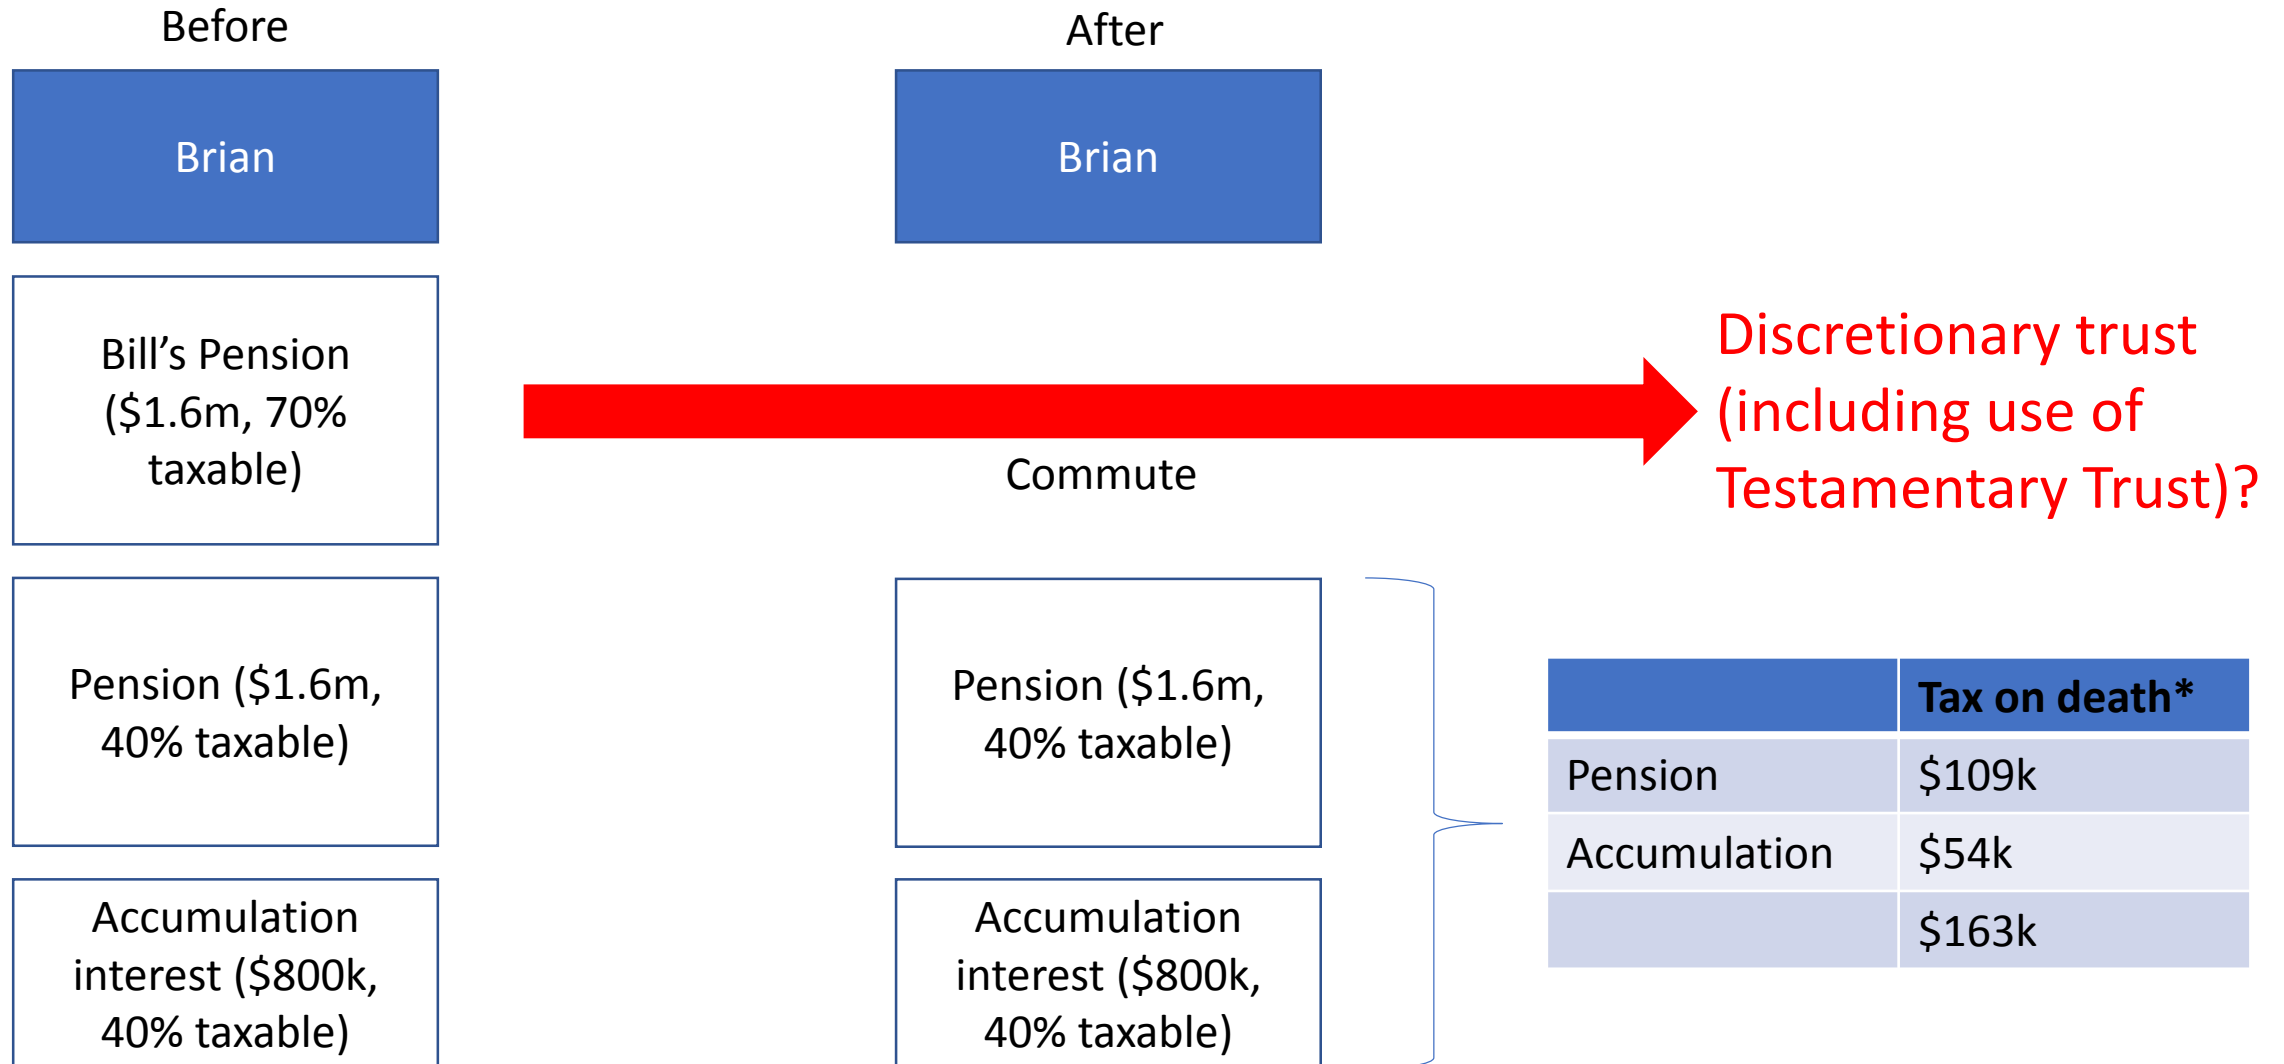 Before
After
Brian
Brian
Bill’s Pension
($1.6m, 70%
taxable)
Commute
Discretionary trust
(including use of
Testamentary Trust)?
Pension ($1.6m,
40% taxable)
Pension ($1.6m,
40% taxable)
Accumulation
interest ($800k,
40% taxable)
Accumulation
interest ($800k,
40% taxable)
Tax on death*
Pension $109k
Accumulation $54k
$163k